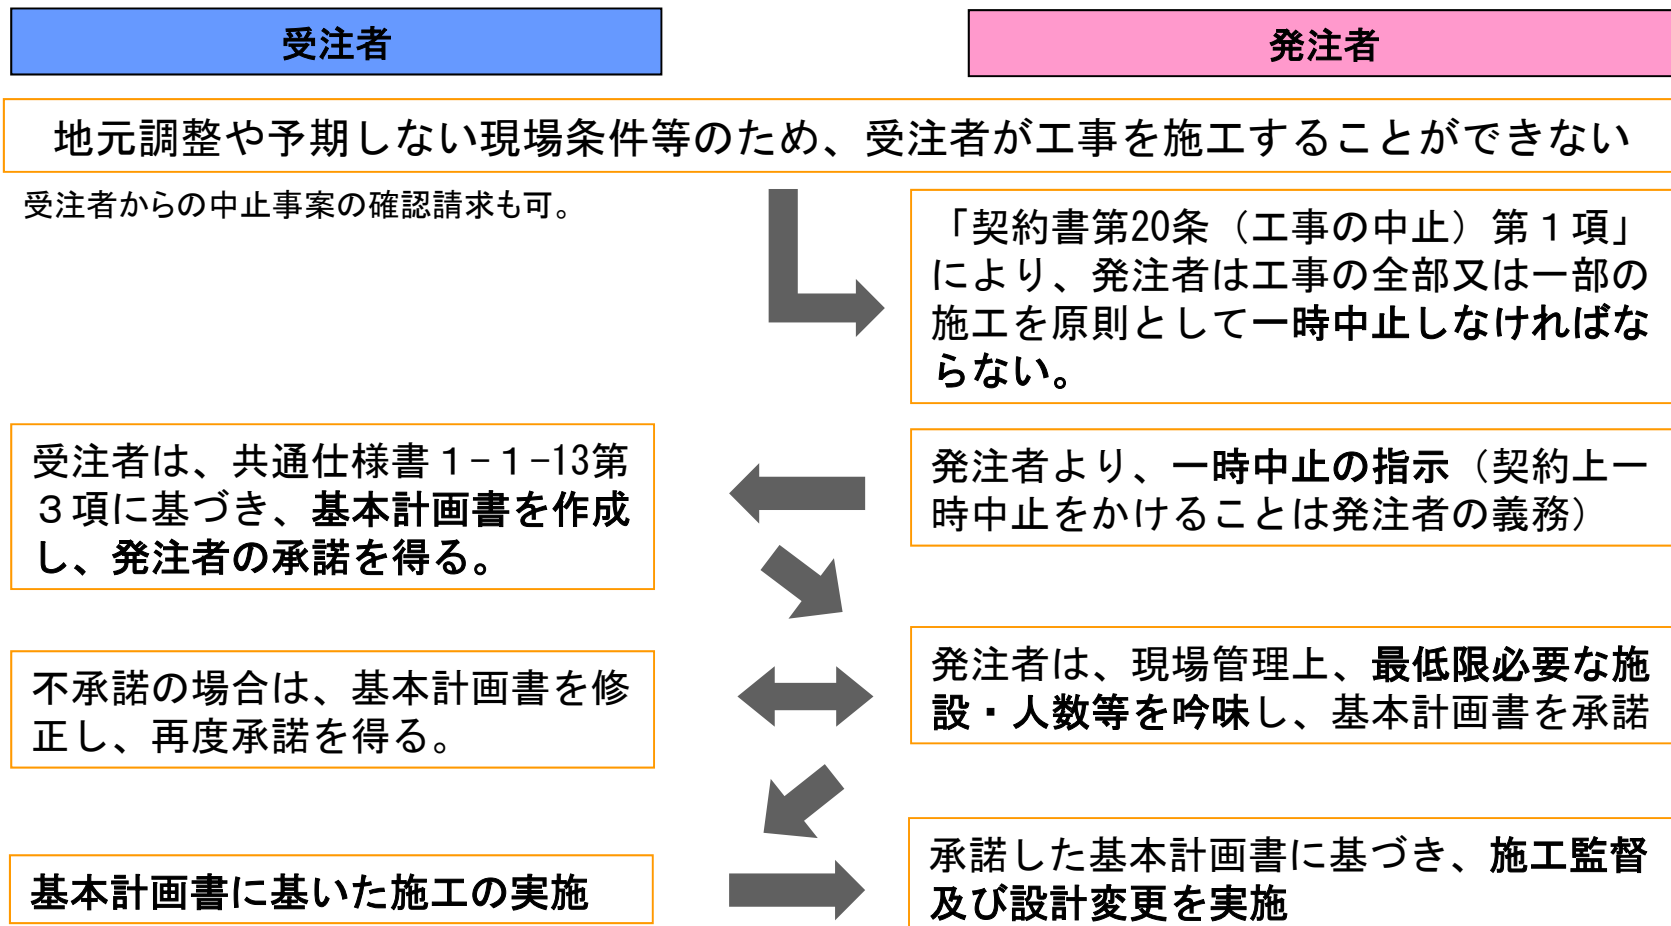 受注者
発注者
地元調整や予期しない現場条件等のため、受注者が工事を施工することができない
受注者からの中止事案の確認請求も可。
「契約書第20条（工事の中止）第１項」
により、発注者は工事の全部又は一部の
施工を原則として一時中止しなければな
らない。
発注者より、一時中止の指示（契約上一
時中止をかけることは発注者の義務）
受注者は、共通仕様書１−１−13第
３項に基づき、基本計画書を作成
し、発注者の承諾を得る。
発注者は、現場管理上、最低限必要な施
設・人数等を吟味し、基本計画書を承諾
不承諾の場合は、基本計画書を修
正し、再度承諾を得る。
基本計画書に基いた施工の実施
承諾した基本計画書に基づき、施工監督
及び設計変更を実施